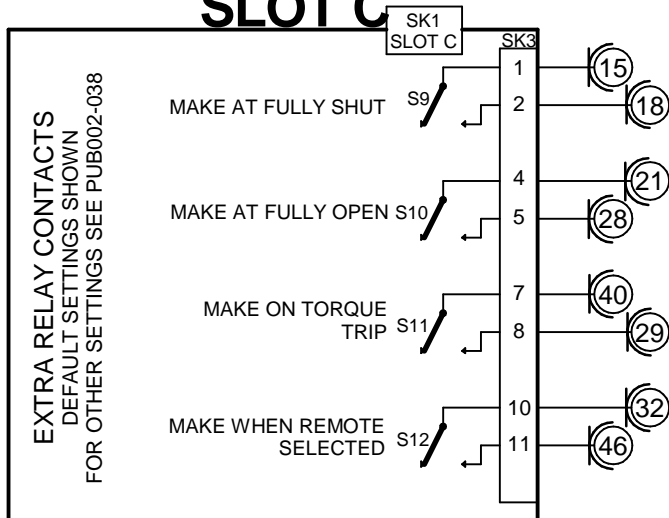 SLOT C
SK1
SLOT C
SK3
EXTRA RELAY CONTACTS
DEFAULT SETTINGS SHOWN
FOR OTHER SETTINGS SEE PUB002-038
MAKE AT FULLY SHUT S9 1 15
2 18
MAKE AT FULLY OPEN S10 4 21
5 28
MAKE ON TORQUE
TRIP S11 7 40
8 29
MAKE WHEN REMOTE
SELECTED S12 10 32
11 46